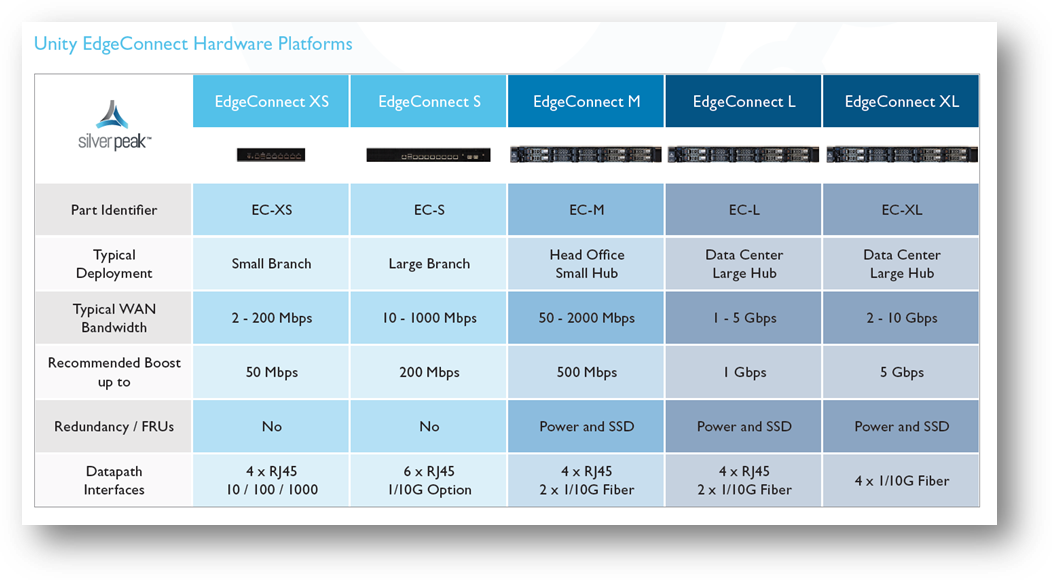 Unity EdgeConnect Hardware Platforms
silverpeak™
EdgeConnect XS
EdgeConnect S
EdgeConnect M
EdgeConnect L
EdgeConnect XL
Part Identifier
EC-XS
EC-S
EC-M
EC-L
EC-XL
Typical
Deployment
Small Branch
Large Branch
Head Office
Small Hub
Data Center
Large Hub
Data Center
Large Hub
Typical WAN
Bandwidth
2 - 200 Mbps
10 - 1000 Mbps
50 - 2000 Mbps
1 - 5 Gbps
2 - 10 Gbps
Recommended Boost
up to
50 Mbps
200 Mbps
500 Mbps
1 Gbps
5 Gbps
Redundancy / FRUs
No
No
Power and SSD
Power and SSD
Power and SSD
Datapath
Interfaces
4 x RJ45
10 / 100 / 1000
6 x RJ45
1/10G Option
4 x RJ45
2 x 1/10G Fiber
4 x RJ45
2 x 1/10G Fiber
4 x 1/10G Fiber